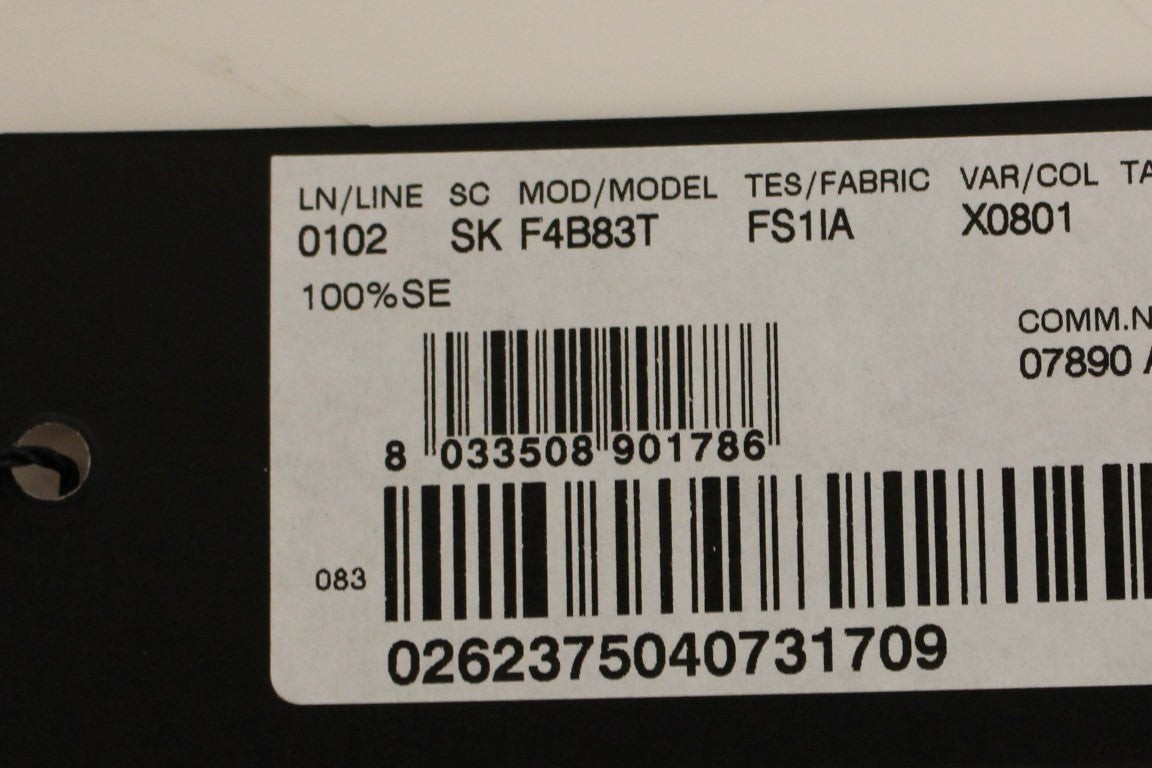 LN/LINE SC MOD/MODEL TES/FABRIC VAR/COL TA
0102 SK F4B83T FS1IA X0801
100%SE
COMM.N
07890
8 033508 901786
083
0262375040731709